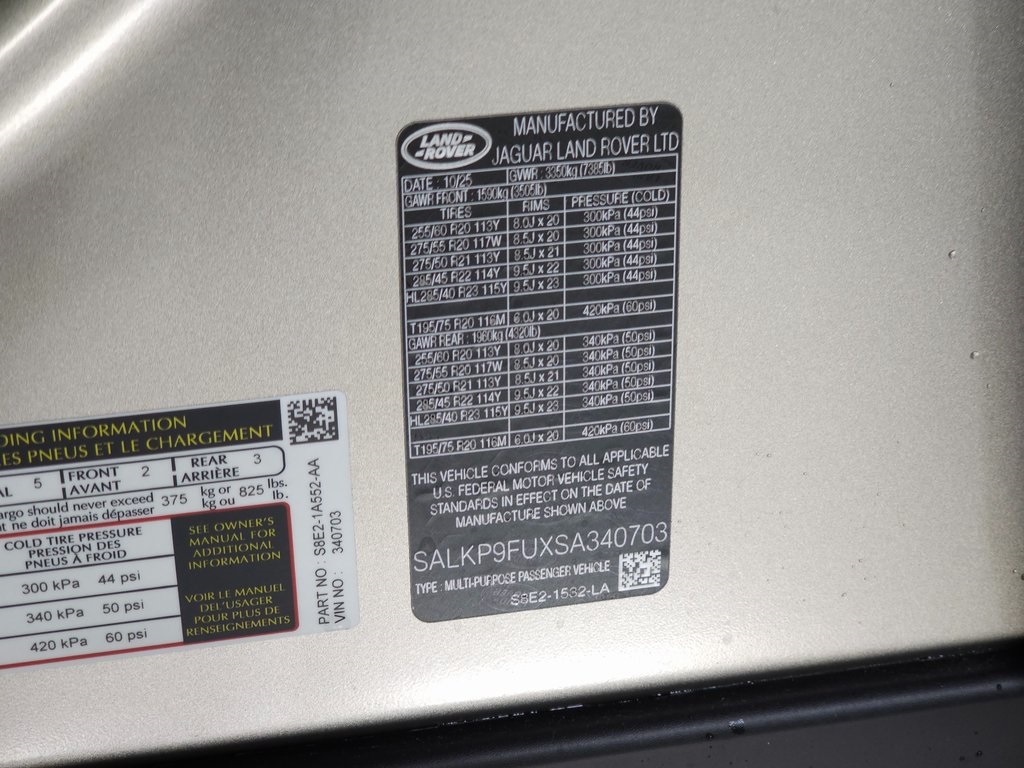 LAND-
-ROVER
MANUFACTURED BY
JAGUAR LAND ROVER LTD
DATE : 10/25 GVWR : 3350kg (7385lb)
GAWR FRONT : 1590kg (3505lb)
TIRES RIMS PRESSURE (COLD)
255/60 R20 113Y 8.0J x 20 300kPa (44psi)
275/55 R20 117W 8.5J x 20 300kPa (44psi)
275/50 R21 113Y 8.5J x 21 300kPa (44psi)
285/45 R22 114Y 9.5J x 22 300kPa (44psi)
HL285/40 R23 115Y 9.5J x 23 300kPa (44psi)
T195/75 R20 116M 6.0J x 20 420kPa (60psi)
GAWR REAR : 1960kg (4320lb)
255/60 R20 113Y 8.0J x 20 340kPa (50psi)
275/55 R20 117W 8.5J x 20 340kPa (50psi)
275/50 R21 113Y 8.5J x 21 340kPa (50psi)
285/45 R22 114Y 9.5J x 22 340kPa (50psi)
HL285/40 R23 115Y 9.5J x 23 340kPa (50psi)
T195/75 R20 116M 6.0J x 20 420kPa (60psi)
THIS VEHICLE CONFORMS TO ALL APPLICABLE
U.S. FEDERAL MOTOR VEHICLE SAFETY
STANDARDS IN EFFECT ON THE DATE OF
MANUFACTURE SHOWN ABOVE
SALKP9FUXSA340703
TYPE : MULTI-PURPOSE PASSENGER VEHICLE
S8E2-1532-LA
DING INFORMATION
ES PNEUS ET LE CHARGEMENT
AL 5 FRONT 2 REAR 3
AVANT ARRIÈRE
argo should never exceed 375 kg or 825 lbs.
nt ne doit jamais dépasser kg ou lb.
COLD TIRE PRESSURE
PRESSION DES
PNEUS À FROID
300 kPa 44 psi
340 kPa 50 psi
420 kPa 60 psi
SEE OWNER'S
MANUAL FOR
ADDITIONAL
INFORMATION
VOIR LE MANUEL
DEL'USAGER
POUR PLUS DE
RENSEIGNEMENTS
PART NO : S8E2-1A552-AA
VIN NO : 340703